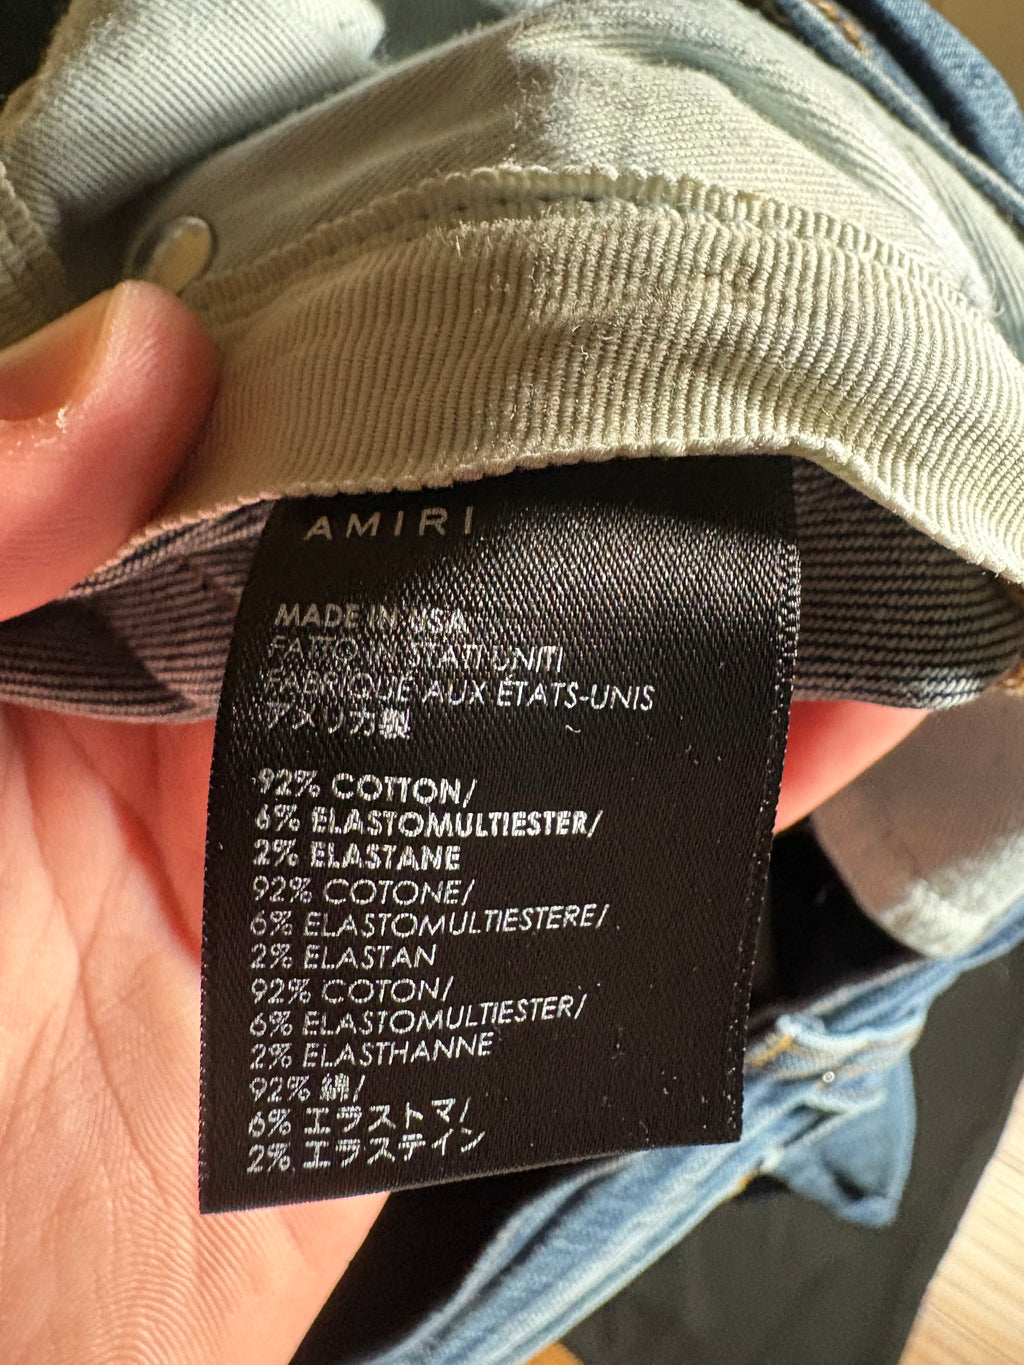 AMIRI
MADE IN USA
FATTO IN STATI UNITI
FABRIQUÉ AUX ÉTATS-UNIS
アメリカ製
92% COTTON/
6% ELASTOMULTIESTER/
2% ELASTANE
92% COTONE/
6% ELASTOMULTIESTERE/
2% ELASTAN
92% COTON/
6% ELASTOMULTIESTER/
2% ELASTHANNE
92% 綿/
6% エラストマ/
2% エラステイン